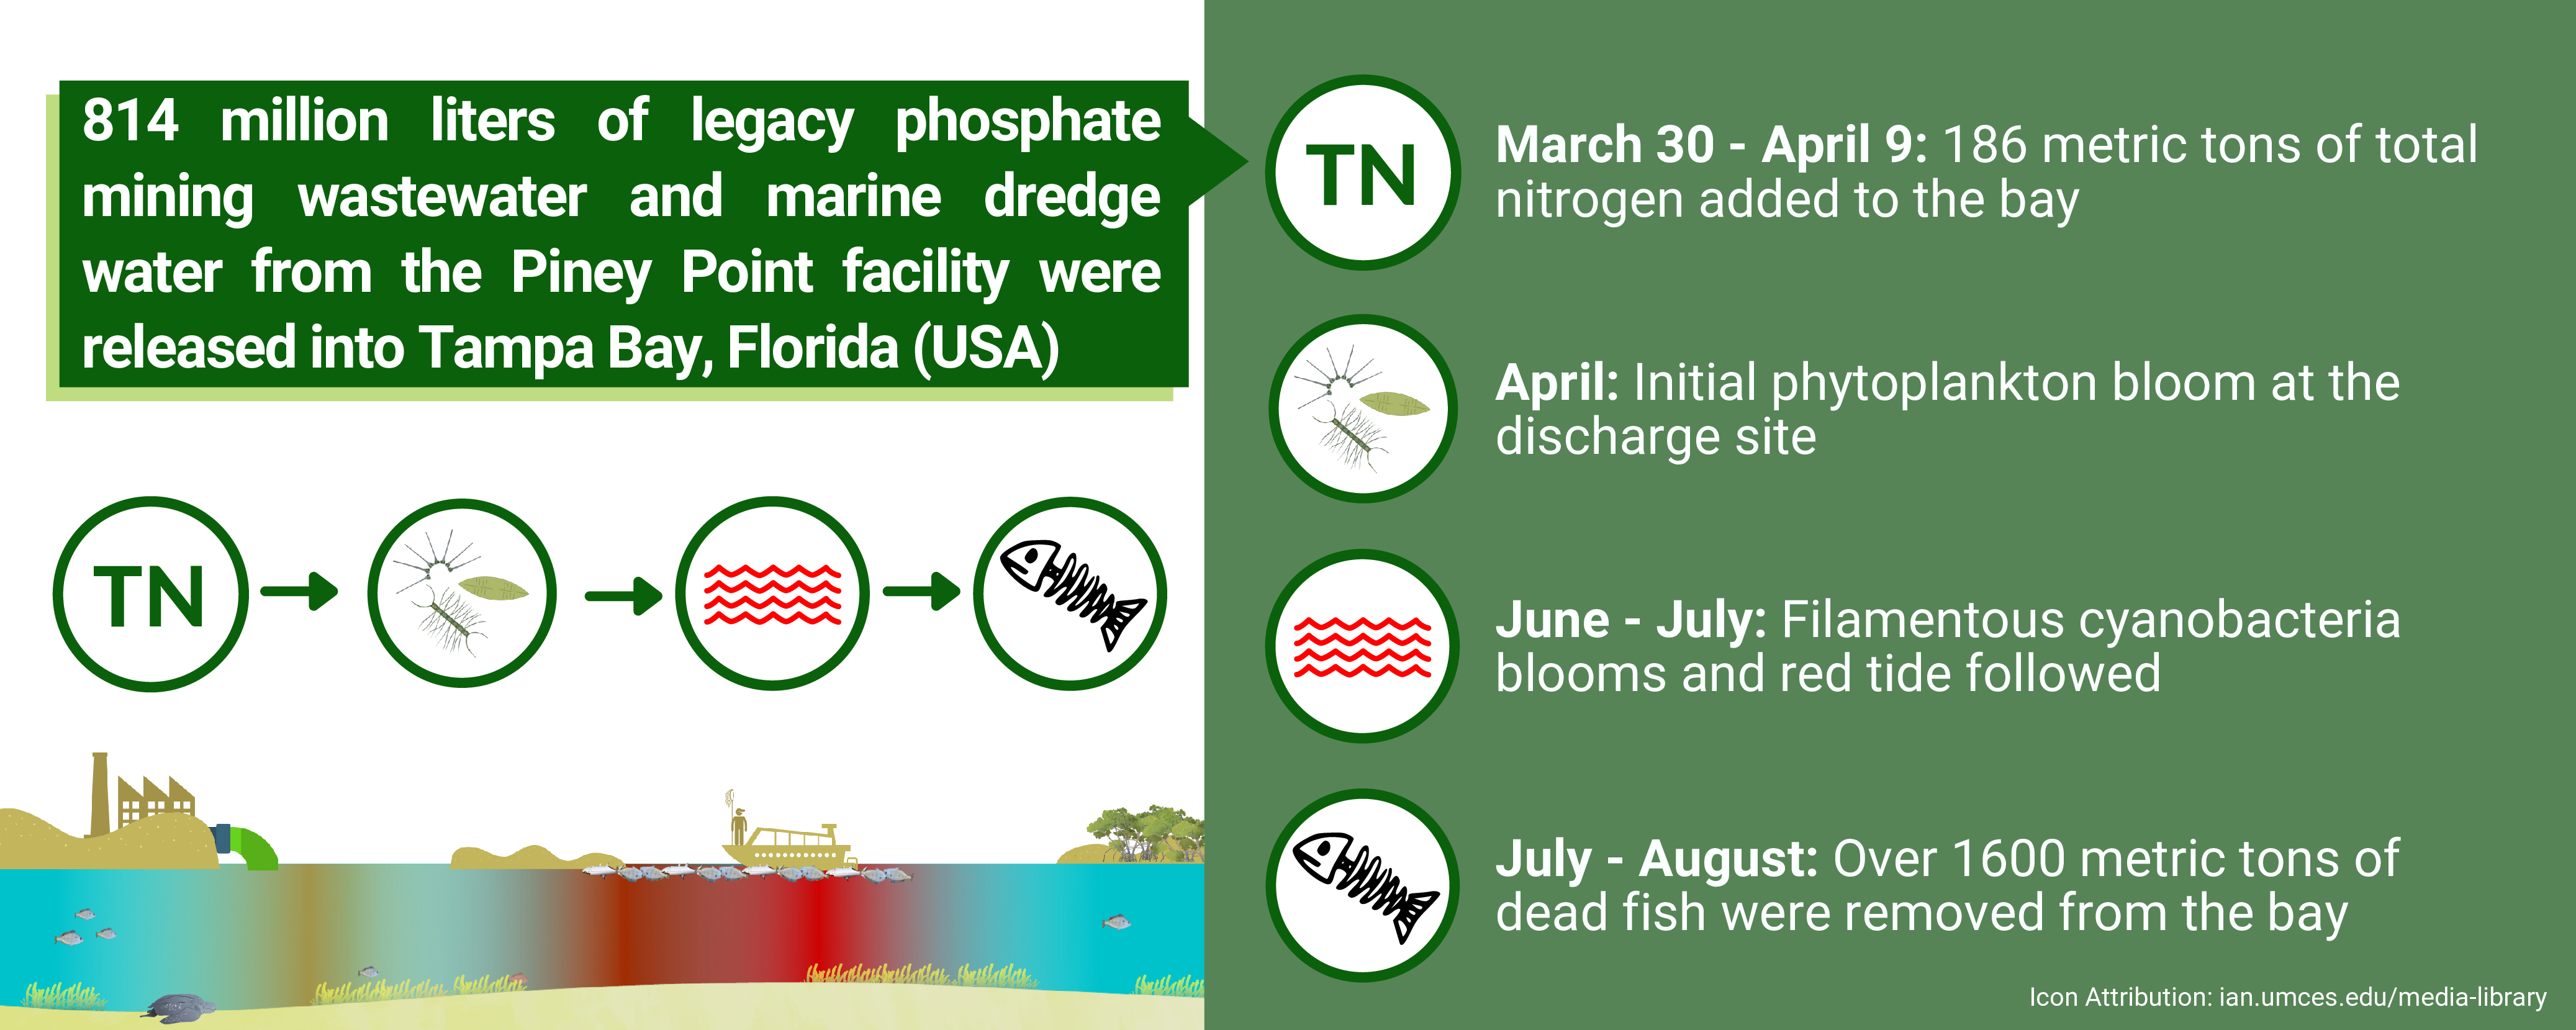 814 million liters of legacy phosphate
mining wastewater and marine dredge
water from the Piney Point facility were
released into Tampa Bay, Florida (USA)
TN
TN
March 30 - April 9: 186 metric tons of total
nitrogen added to the bay
April: Initial phytoplankton bloom at the
discharge site
June - July: Filamentous cyanobacteria
blooms and red tide followed
July - August: Over 1600 metric tons of
dead fish were removed from the bay
Icon Attribution: ian.umces.edu/media-library